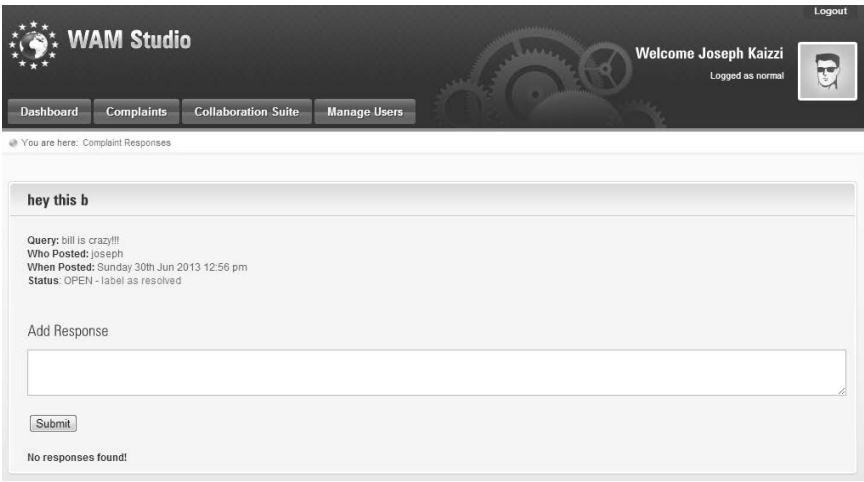 Logout
WAM Studio
Welcome Joseph Kaizzi
Logged as normal
Dashboard Complaints Collaboration Suite Manage Users
You are here: Complaint Responses
hey this b
Query: bill is crazy!!!
Who Posted: joseph
When Posted: Sunday 30th Jun 2013 12:56 pm
Status: OPEN - label as resolved
Add Response
Submit
No responses found!